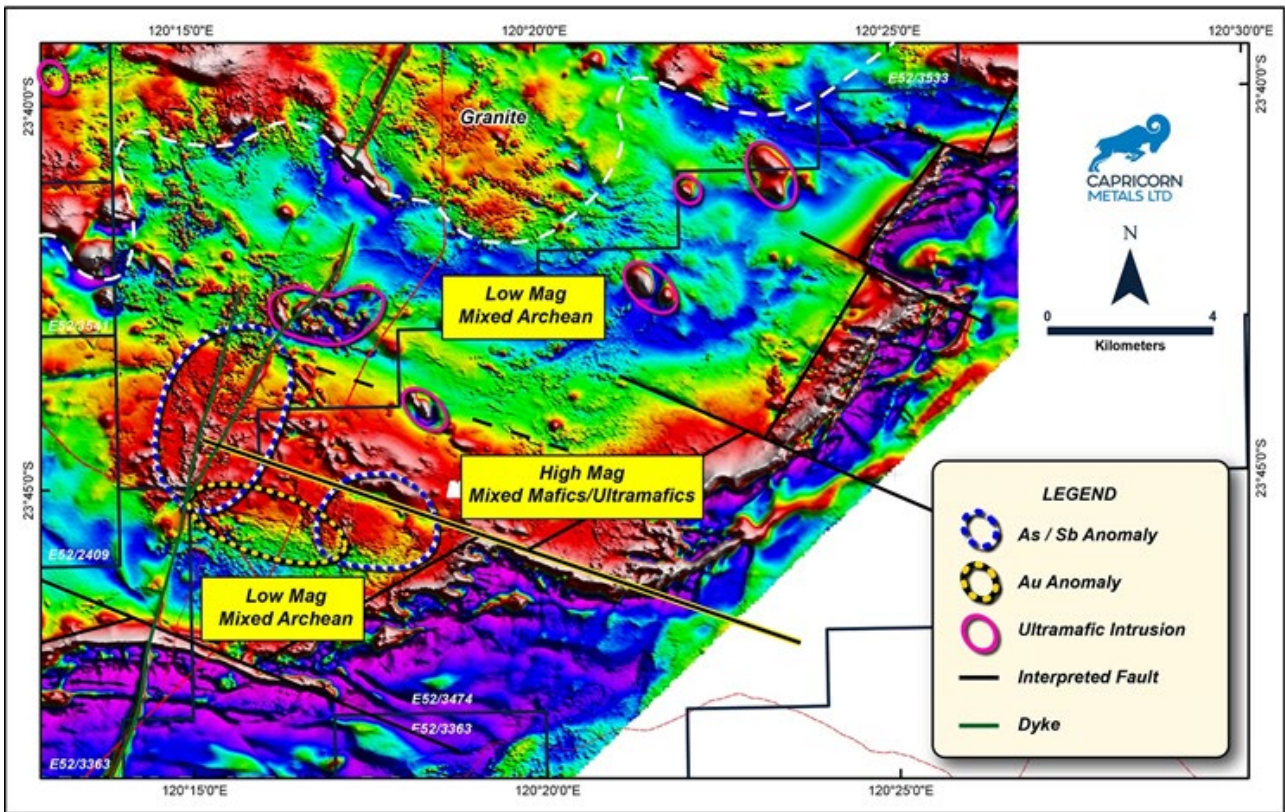 120°15'0"E
120°20'0"E
120°25'0"E
120°30'0"E
23°40'0"S
23°40'0"S
E52/3533
Granite
CAPRICORN
METALS LTD
N
0
4
Kilometers
Low Mag
Mixed Archean
E52/3541
High Mag
Mixed Mafics/Ultramafics
23°45'0"S
23°45'0"S
E52/2409
Low Mag
Mixed Archean
E52/3474
E52/3363
E52/3363
LEGEND
As / Sb Anomaly
Au Anomaly
Ultramafic Intrusion
Interpreted Fault
Dyke
120°15'0"E
120°20'0"E
120°25'0"E